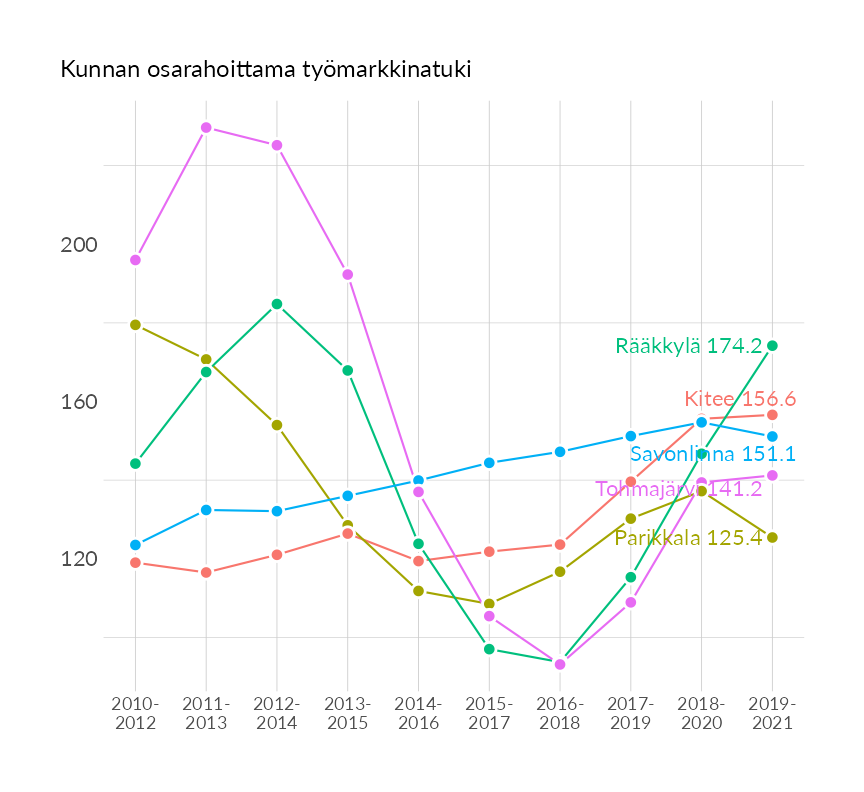 Kunnan osarahoittama työmarkkinatuki
200
160
120
Rääkkylä 174.2
Kitee 156.6
Savonlinna 151.1
Tohmajärvi 141.2
Parikkala 125.4
2010- 2011- 2012- 2013- 2014- 2015- 2016- 2017- 2018- 2019-
2012 2013 2014 2015 2016 2017 2018 2019 2020 2021